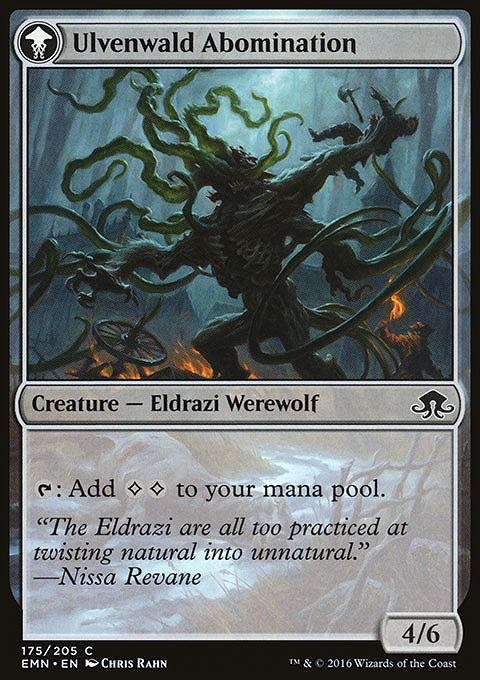 Ulvenwald Abomination
Creature — Eldrazi Werewolf
: Add ◇◇ to your mana pool.
“The Eldrazi are all too practiced at
twisting natural into unnatural.”
—Nissa Revane
4/6
175/205 C
EMN • EN Chris Rahn
™ & © 2016 Wizards of the Coast